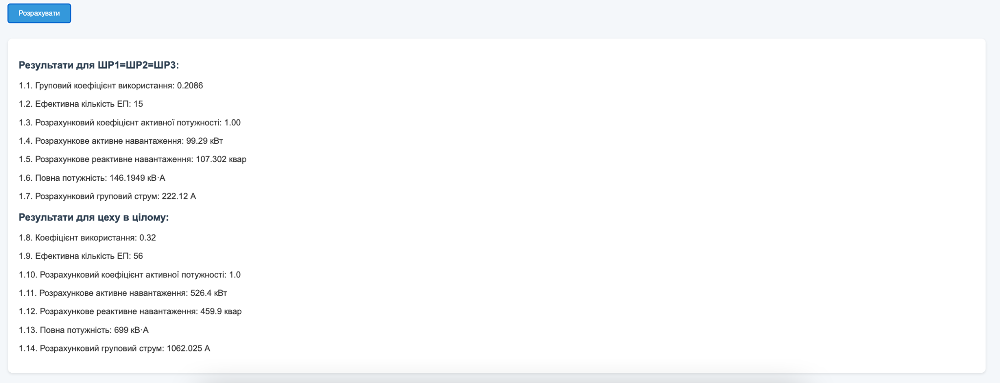 Розрахувати
Результати для ШР1=ШР2=ШР3:
1.1. Груповий коефіцієнт використання: 0.2086
1.2. Ефективна кількість ЕП: 15
1.3. Розрахунковий коефіцієнт активної потужності: 1.00
1.4. Розрахункове активне навантаження: 99.29 кВт
1.5. Розрахункове реактивне навантаження: 107.302 квар
1.6. Повна потужність: 146.1949 кВ·А
1.7. Розрахунковий груповий струм: 222.12 А
Результати для цеху в цілому:
1.8. Коефіцієнт використання: 0.32
1.9. Ефективна кількість ЕП: 56
1.10. Розрахунковий коефіцієнт активної потужності: 1.0
1.11. Розрахункове активне навантаження: 526.4 кВт
1.12. Розрахункове реактивне навантаження: 459.9 квар
1.13. Повна потужність: 699 кВ·А
1.14. Розрахунковий груповий струм: 1062.025 А